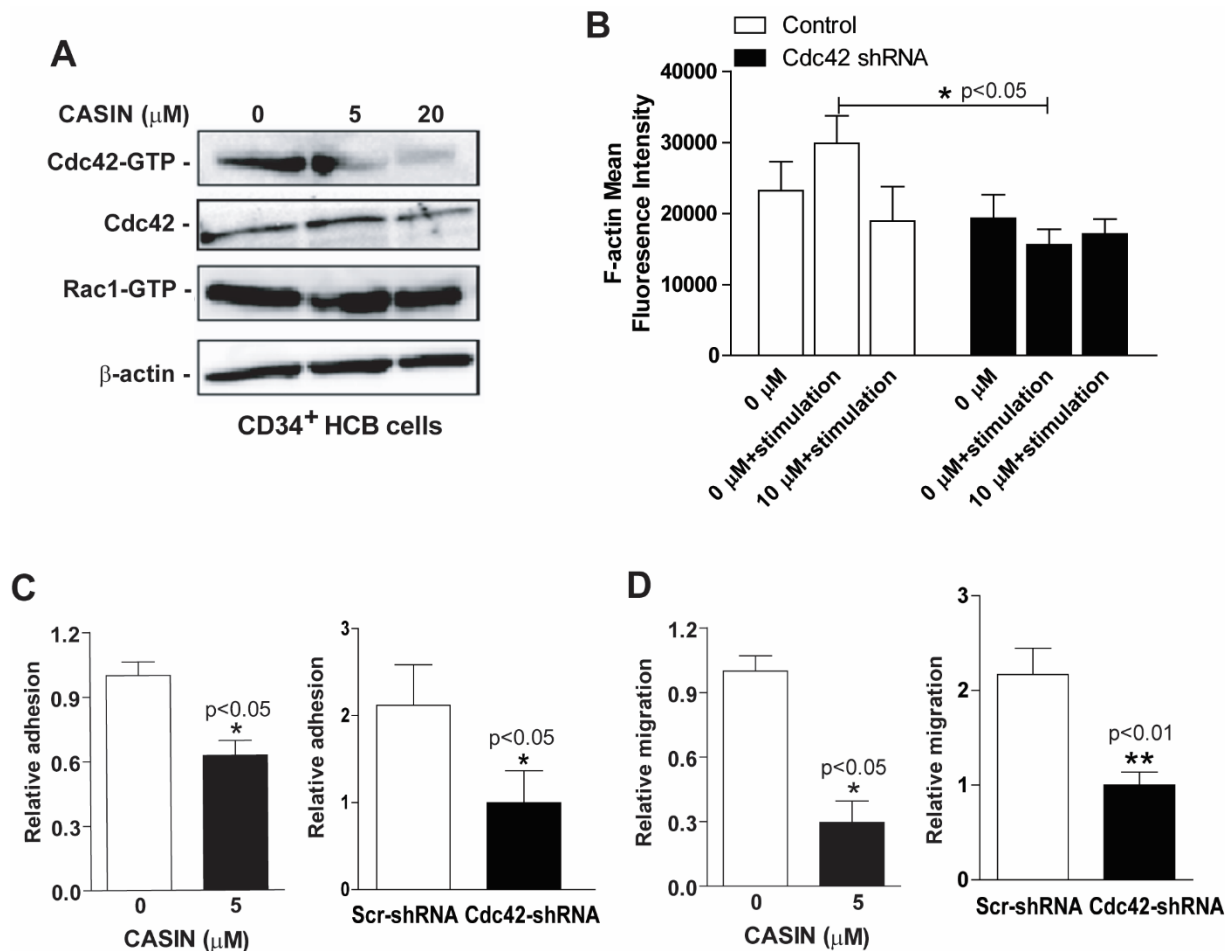 A
CASIN (μM) 0 5 20
Cdc42-GTP -
Cdc42 -
Rac1-GTP -
β-actin -
CD34+ HCB cells
B
Control
Cdc42 shRNA
F-actin Mean
Fluoresence Intensity
40000
30000
20000
10000
0
* p<0.05
0 μM
0 μM+stimulation
10 μM+stimulation
0 μM
0 μM+stimulation
10 μM+stimulation
C
Relative adhesion
1.2
0.9
0.6
0.3
0.0
p<0.05
*
0 5
CASIN (μM)
Relative adhesion
3
2
1
0
p<0.05
*
Scr-shRNA Cdc42-shRNA
D
Relative migration
1.2
0.9
0.6
0.3
0.0
p<0.05
*
0 5
CASIN (μM)
Relative migration
3
2
1
0
p<0.01
**
Scr-shRNA Cdc42-shRNA